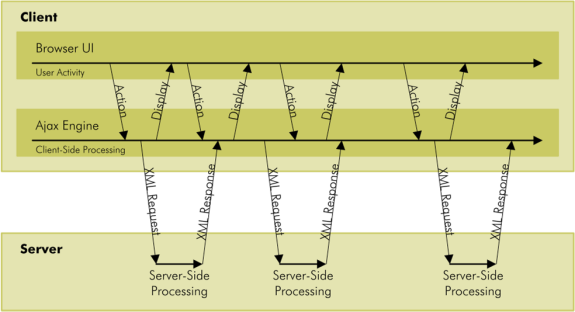 Client
Browser UI
User Activity
Action
Display
Action
Display
Action
Display
Action
Display
Ajax Engine
Client-Side Processing
XML Request
XML Response
XML Request
XML Response
XML Request
XML Response
Server
Server-Side
Processing
Server-Side
Processing
Server-Side
Processing